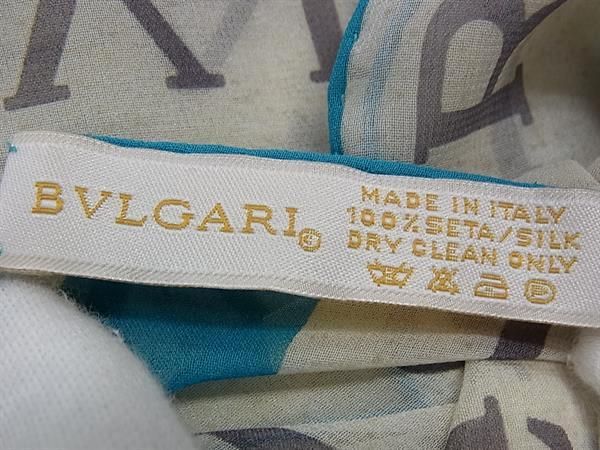 BVLGARI
MADE IN ITALY
100% SETA/SILK
DRY CLEAN ONLY